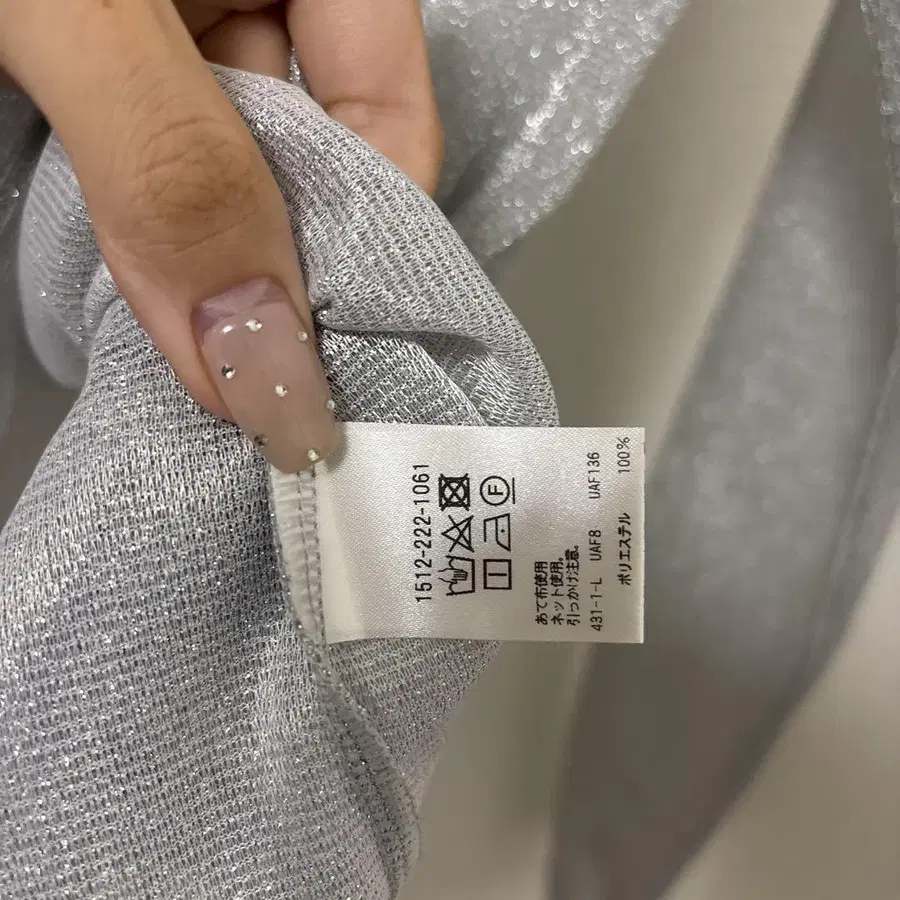 1512-222-1061
F
あて布使用
ネット使用。
引っかけ注意。
431-1-L UAF8 UAF136
ポリエステル 100%